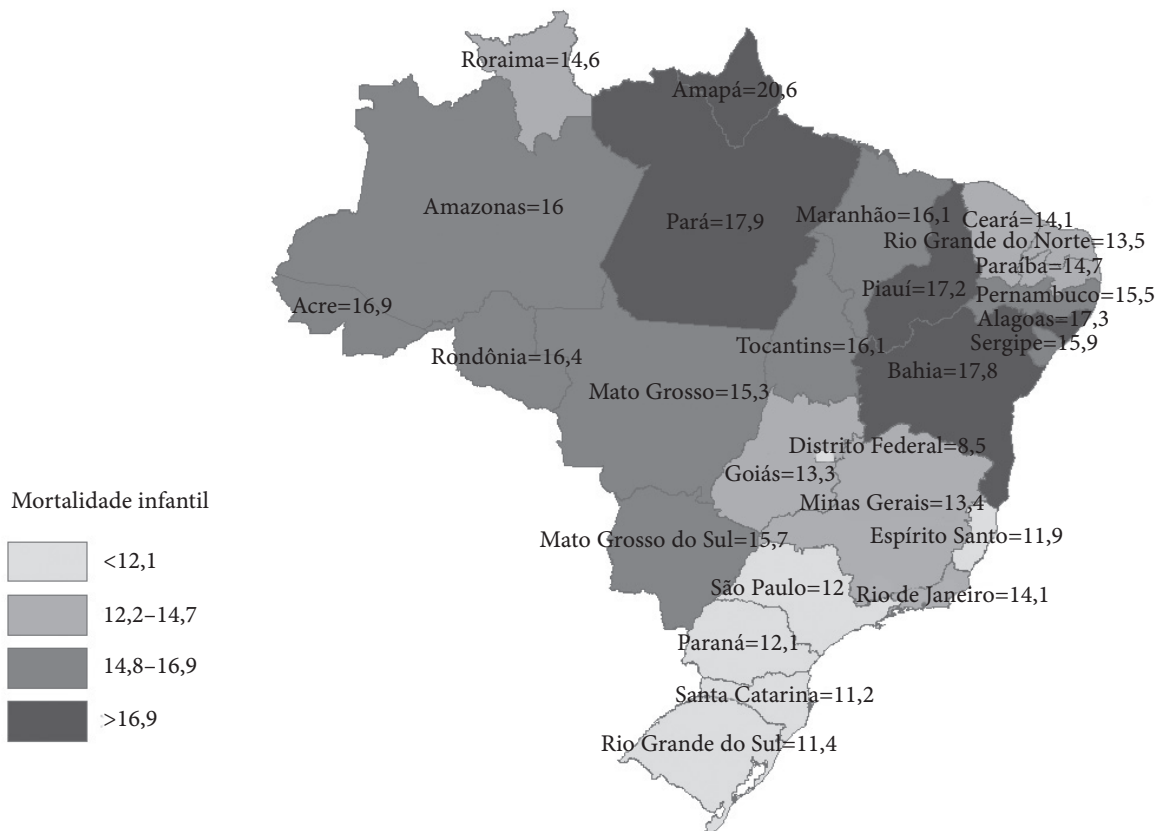 Roraima=14,6
Amapá=20,6
Amazonas=16
Pará=17,9
Maranhão=16,1
Ceará=14,1
Rio Grande do Norte=13,5
Paraíba=14,7
Piauí=17,2
Pernambuco=15,5
Acre=16,9
Alagoas=17,3
Rondônia=16,4
Tocantins=16,1
Sergipe=15,9
Bahia=17,8
Mato Grosso=15,3
Distrito Federal=8,5
Goiás=13,3
Minas Gerais=13,4
Mato Grosso do Sul=15,7
Espírito Santo=11,9
São Paulo=12
Rio de Janeiro=14,1
Paraná=12,1
Santa Catarina=11,2
Rio Grande do Sul=11,4
Mortalidade infantil
<12,1
12,2–14,7
14,8–16,9
>16,9